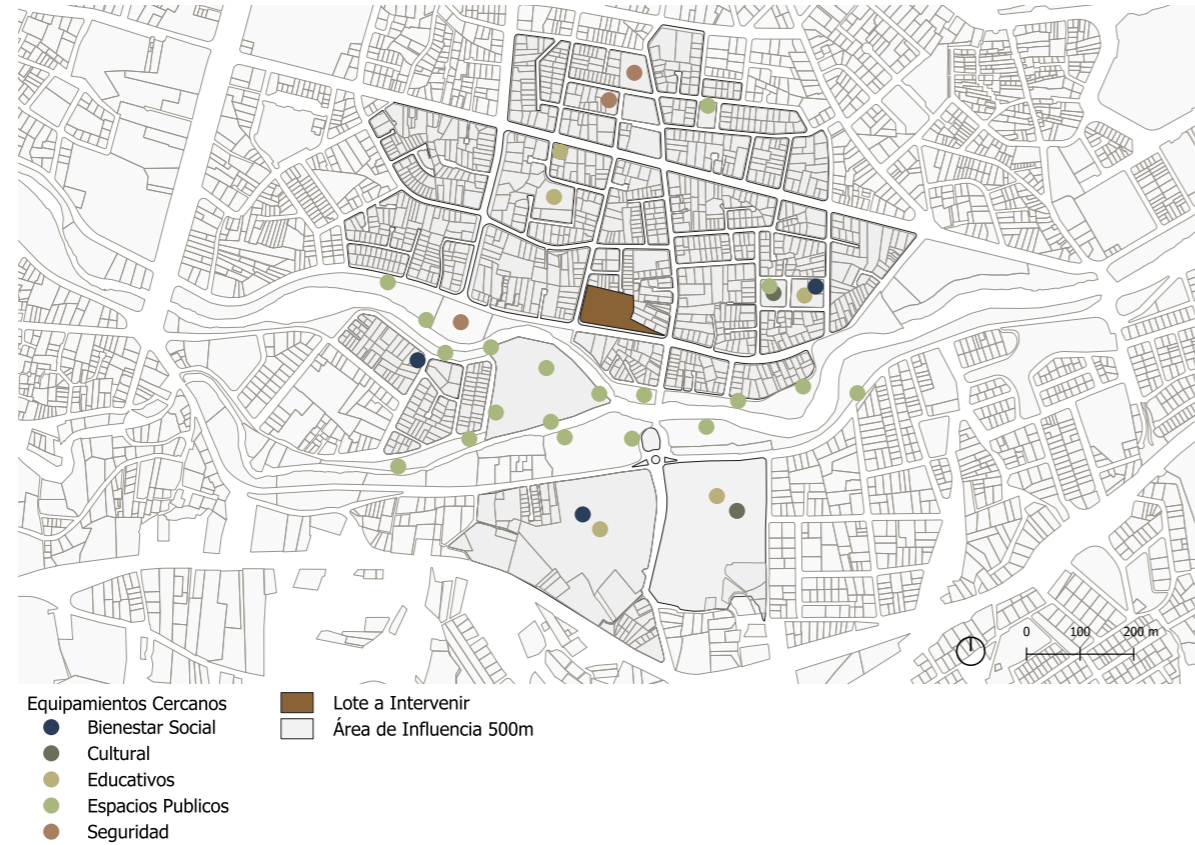 0 100 200 m
Equipamientos Cercanos
Bienestar Social
Cultural
Educativos
Espacios Publicos
Seguridad
Lote a Intervenir
Área de Influencia 500m